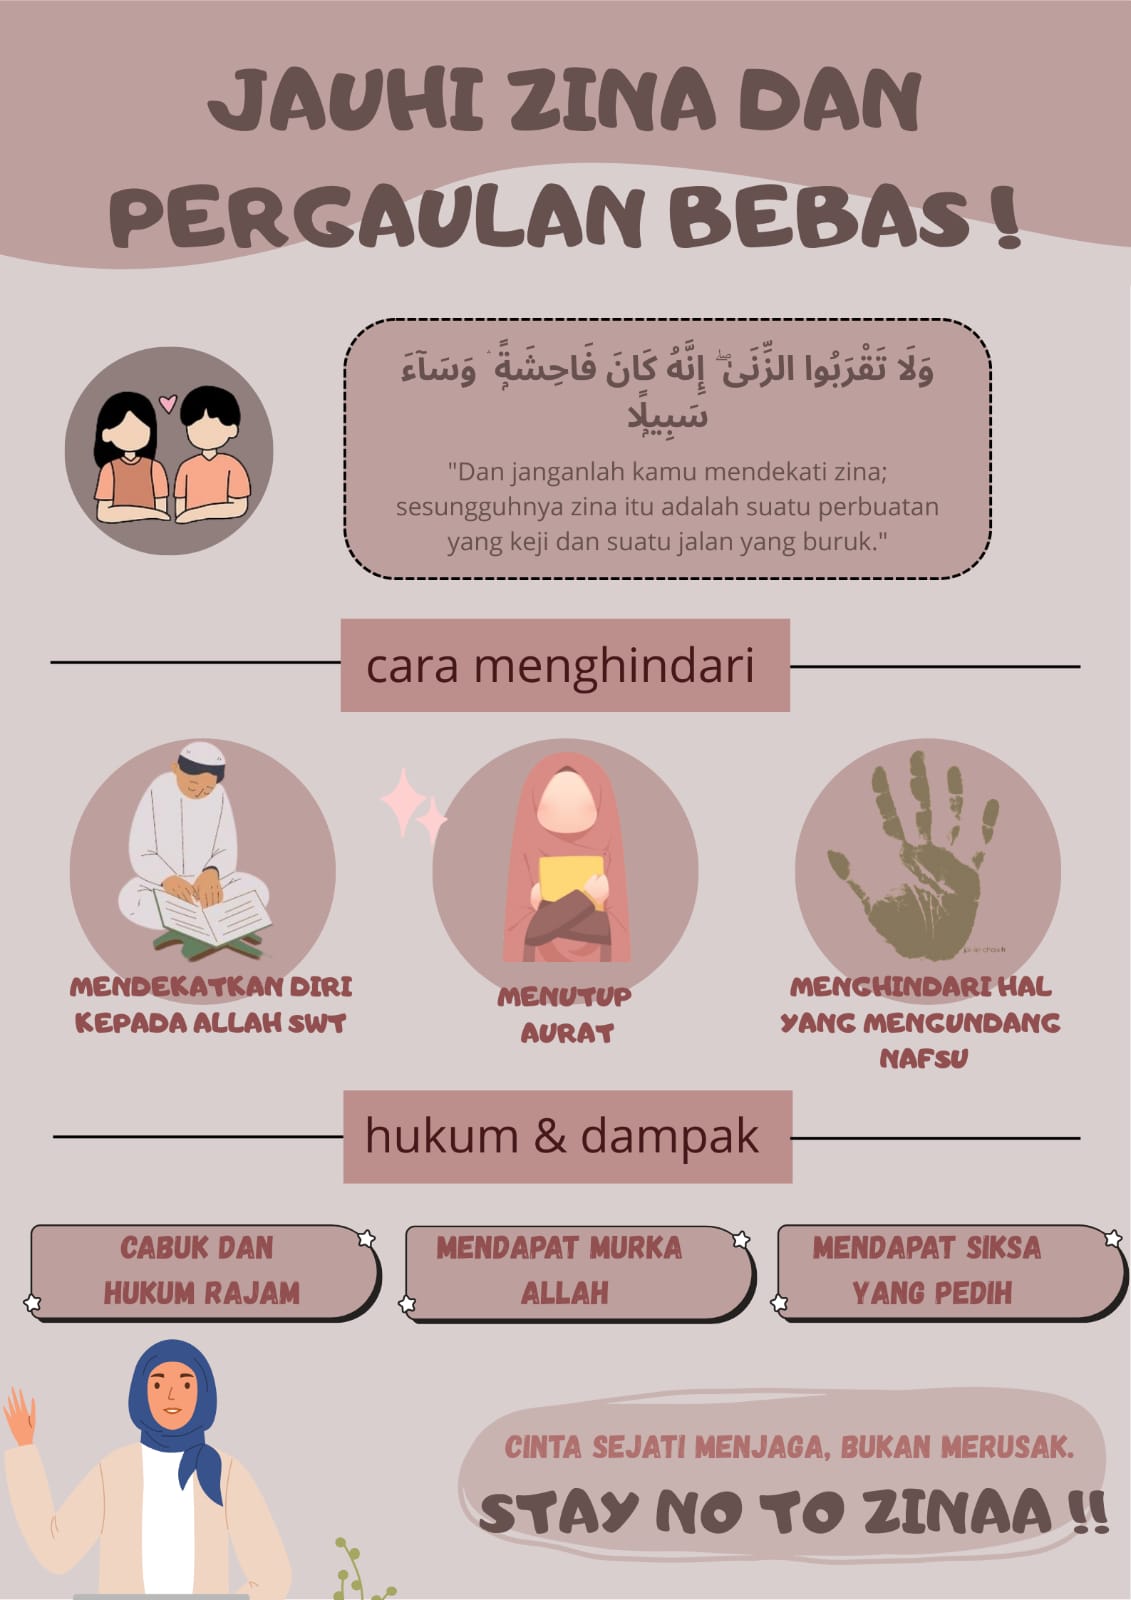 JAUHI ZINA DAN
PERGAULAN BEBAS !
وَلَا تَقْرَبُوا الزِّنَىٰ ۖ إِنَّهُ كَانَ فَاحِشَةً ۭ وَسَآءَ
سَبِيلًۭا
"Dan janganlah kamu mendekati zina;
sesungguhnya zina itu adalah suatu perbuatan
yang keji dan suatu jalan yang buruk."
cara menghindari
MENDEKATKAN DIRI
KEPADA ALLAH SWT
MENUTUP
AURAT
MENGHINDARI HAL
YANG MENGUNDANG
NAFSU
hukum & dampak
CABUK DAN
HUKUM RAJAM
MENDAPAT MURKA
ALLAH
MENDAPAT SIKSA
YANG PEDIH
CINTA SEJATI MENJAGA, BUKAN MERUSAK.
STAY NO TO ZINAA !!